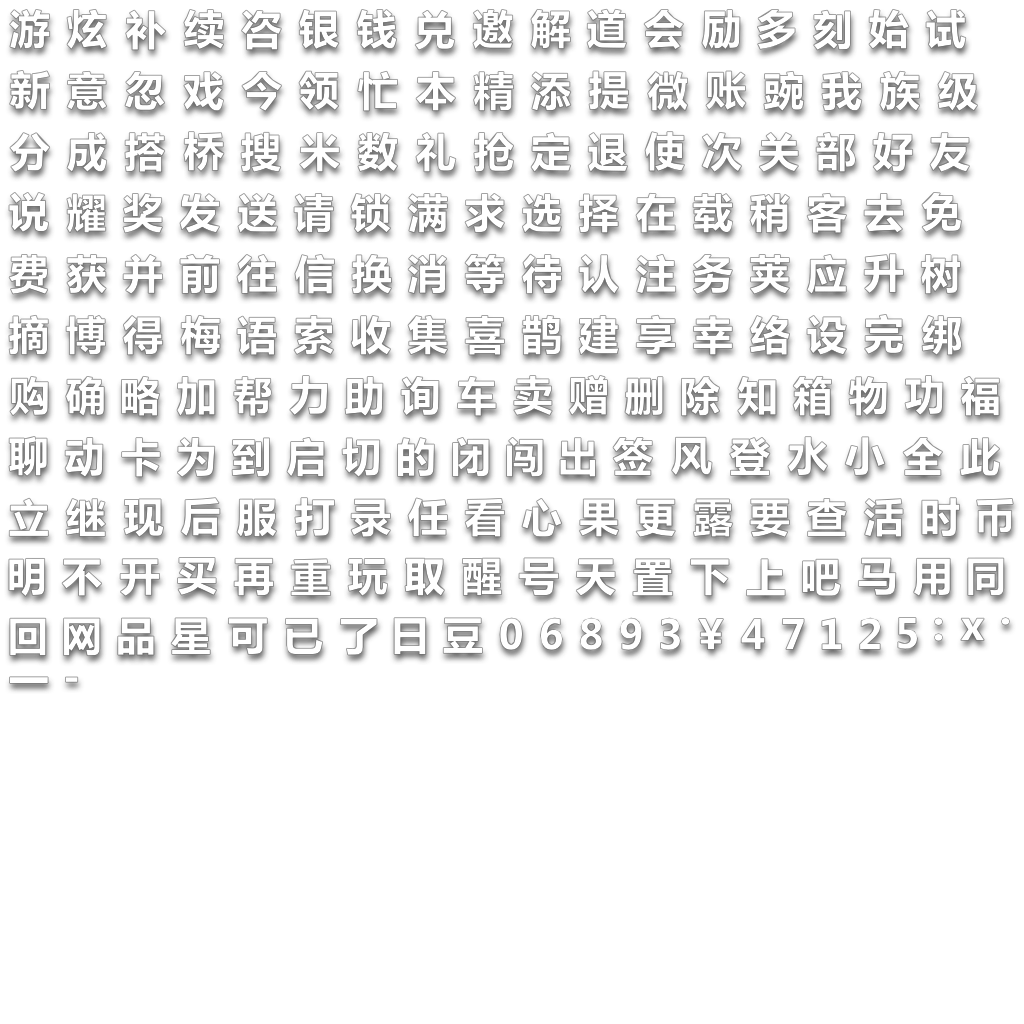 游炫补续咨银钱兑邀解道会励多刻始试
新意忽戏今领忙本精添提微账豌我族级
分成搭桥搜米数礼抢定退使次关部好友
说耀奖发送请锁满求选择在载稍客去免
费获并前往信换消等待认注务荚应升树
摘博得梅语索收集喜鹊建享幸络设完绑
购确略加帮力助询车卖赠删除知箱物功福
聊动卡为到启切的闭闯出签风登水小全此
立继现后服打录任看心果更露要查活时币
明不开买再重玩取醒号天置下上吧马用同
回网品星可已了日豆06893¥47125:x·
一-